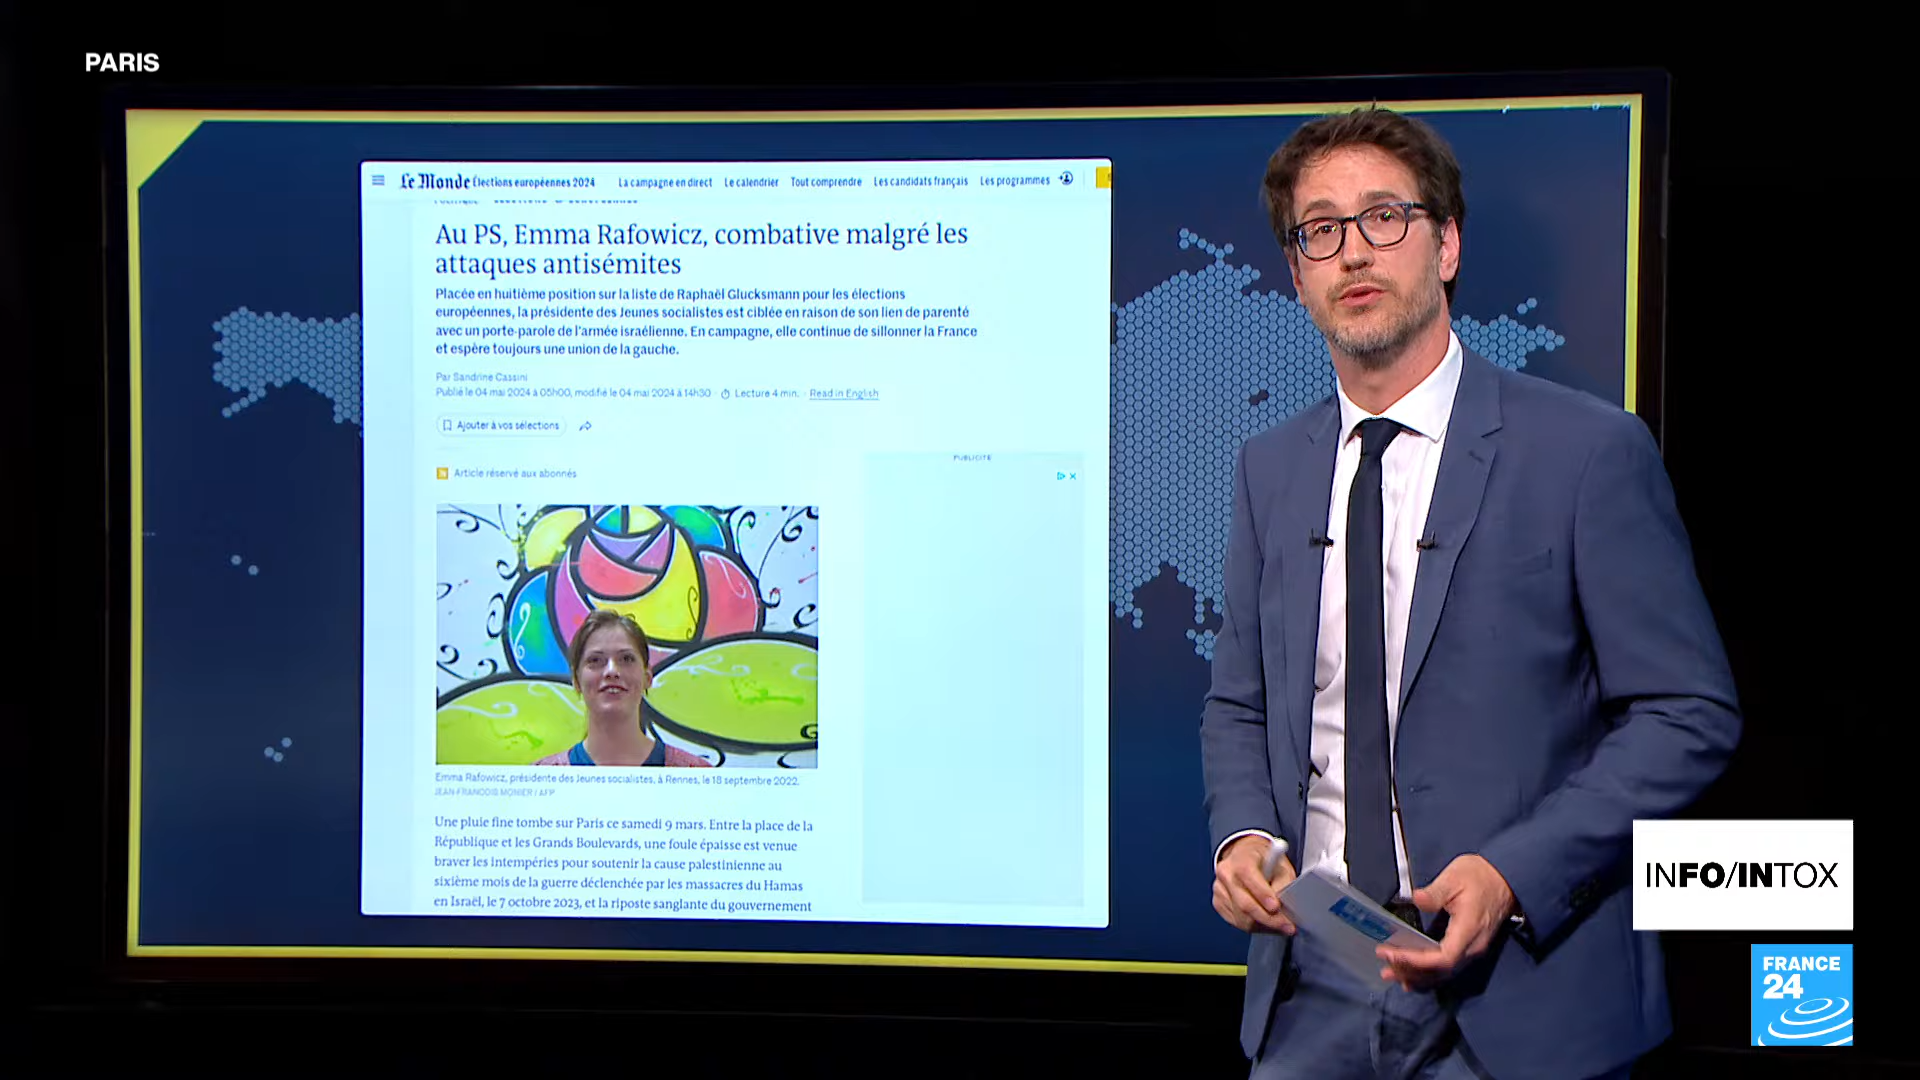 PARIS
Le Monde Élections européennes 2024 La campagne en direct Le calendrier Tout comprendre Les candidats français Les programmes
Au PS, Emma Rafowicz, combative malgré les
attaques antisémites
Placée en huitième position sur la liste de Raphaël Glucksmann pour les élections
européennes, la présidente des Jeunes socialistes est ciblée en raison de son lien de parenté
avec un porte-parole de l'armée israélienne. En campagne, elle continue de sillonner la France
et espère toujours une union de la gauche.
Par Sandrine Cassini
Publié le 04 mai 2024 à 05h00, modifié le 04 mai 2024 à 14h30 · Lecture 4 min. · Read in English
Ajouter à vos sélections
PUBLICITÉ
Article réservé aux abonnés
Emma Rafowicz, présidente des Jeunes socialistes, à Rennes, le 18 septembre 2022.
JEAN-FRANCOIS MONIER / AFP
Une pluie fine tombe sur Paris ce samedi 9 mars. Entre la place de la
République et les Grands Boulevards, une foule épaisse est venue
braver les intempéries pour soutenir la cause palestinienne au
sixième mois de la guerre déclenchée par les massacres du Hamas
en Israël, le 7 octobre 2023, et la riposte sanglante du gouvernement
INFO/INTOX
FRANCE
24